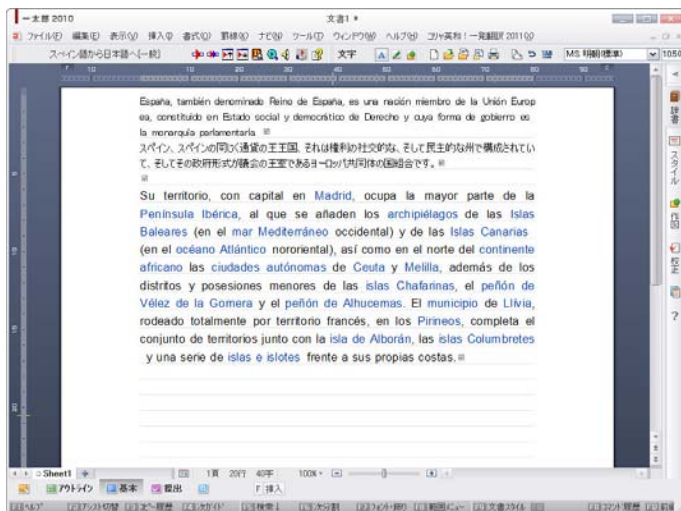 一太郎 2010
文書1 *
ファイル(F) 編集(E) 表示(V) 挿入(I) 書式(O) 罫線(K) ナビ(P) ツール(T) ウィンドウ(W) ヘルプ(H) コリャ英和！一発翻訳 2011(X)
スペイン語から日本語へ[一般]
文字
MS 明朝(標準)
10.50
España, también denominado Reino de España, es una nación miembro de la Unión Europ
ea, constituido en Estado social y democrático de Derecho y cuya forma de gobierno es
la monarquía parlamentaria.
スペイン、スペインの同じく通貨の王王国、それは権利の社交的な、そして民主的な州で構成されてい
て、そしてその政府形式が議会の王室であるヨーロッパ共同体の国組合です。
Su territorio, con capital en Madrid, ocupa la mayor parte de la
Península Ibérica, al que se añaden los archipiélagos de las Islas
Baleares (en el mar Mediterráneo occidental) y de las Islas Canarias
(en el océano Atlántico nororiental), así como en el norte del continente
africano las ciudades autónomas de Ceuta y Melilla, además de los
distritos y posesiones menores de las islas Chafarinas, el peñón de
Vélez de la Gomera y el peñón de Alhucemas. El municipio de Llívia,
rodeado totalmente por territorio francés, en los Pirineos, completa el
conjunto de territorios junto con la isla de Alborán, las islas Columbretes
y una serie de islas e islotes frente a sus propias costas.
辞書
スタイル
作図
校正
Sheet1
1頁 20行 40字
100%
アウトライン 基本 提出
挿入